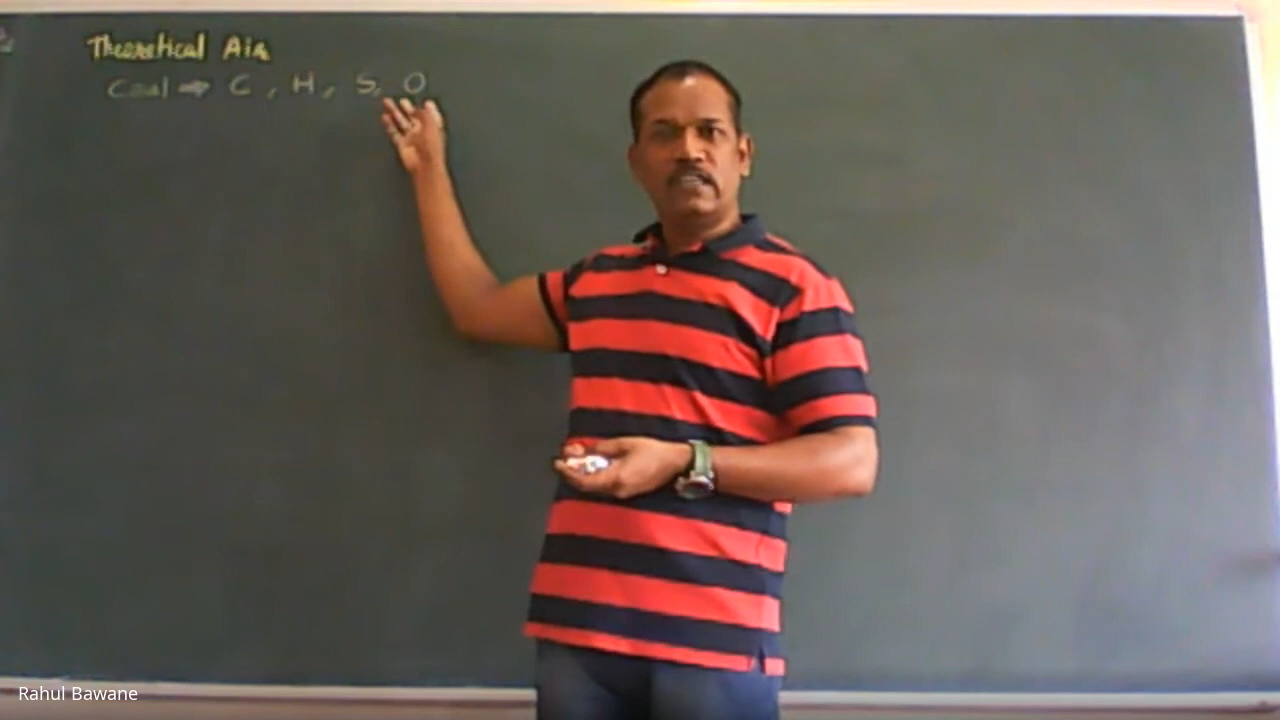 Theoretical Air
Coal ⇒ C , H , S, O
Rahul Bawane